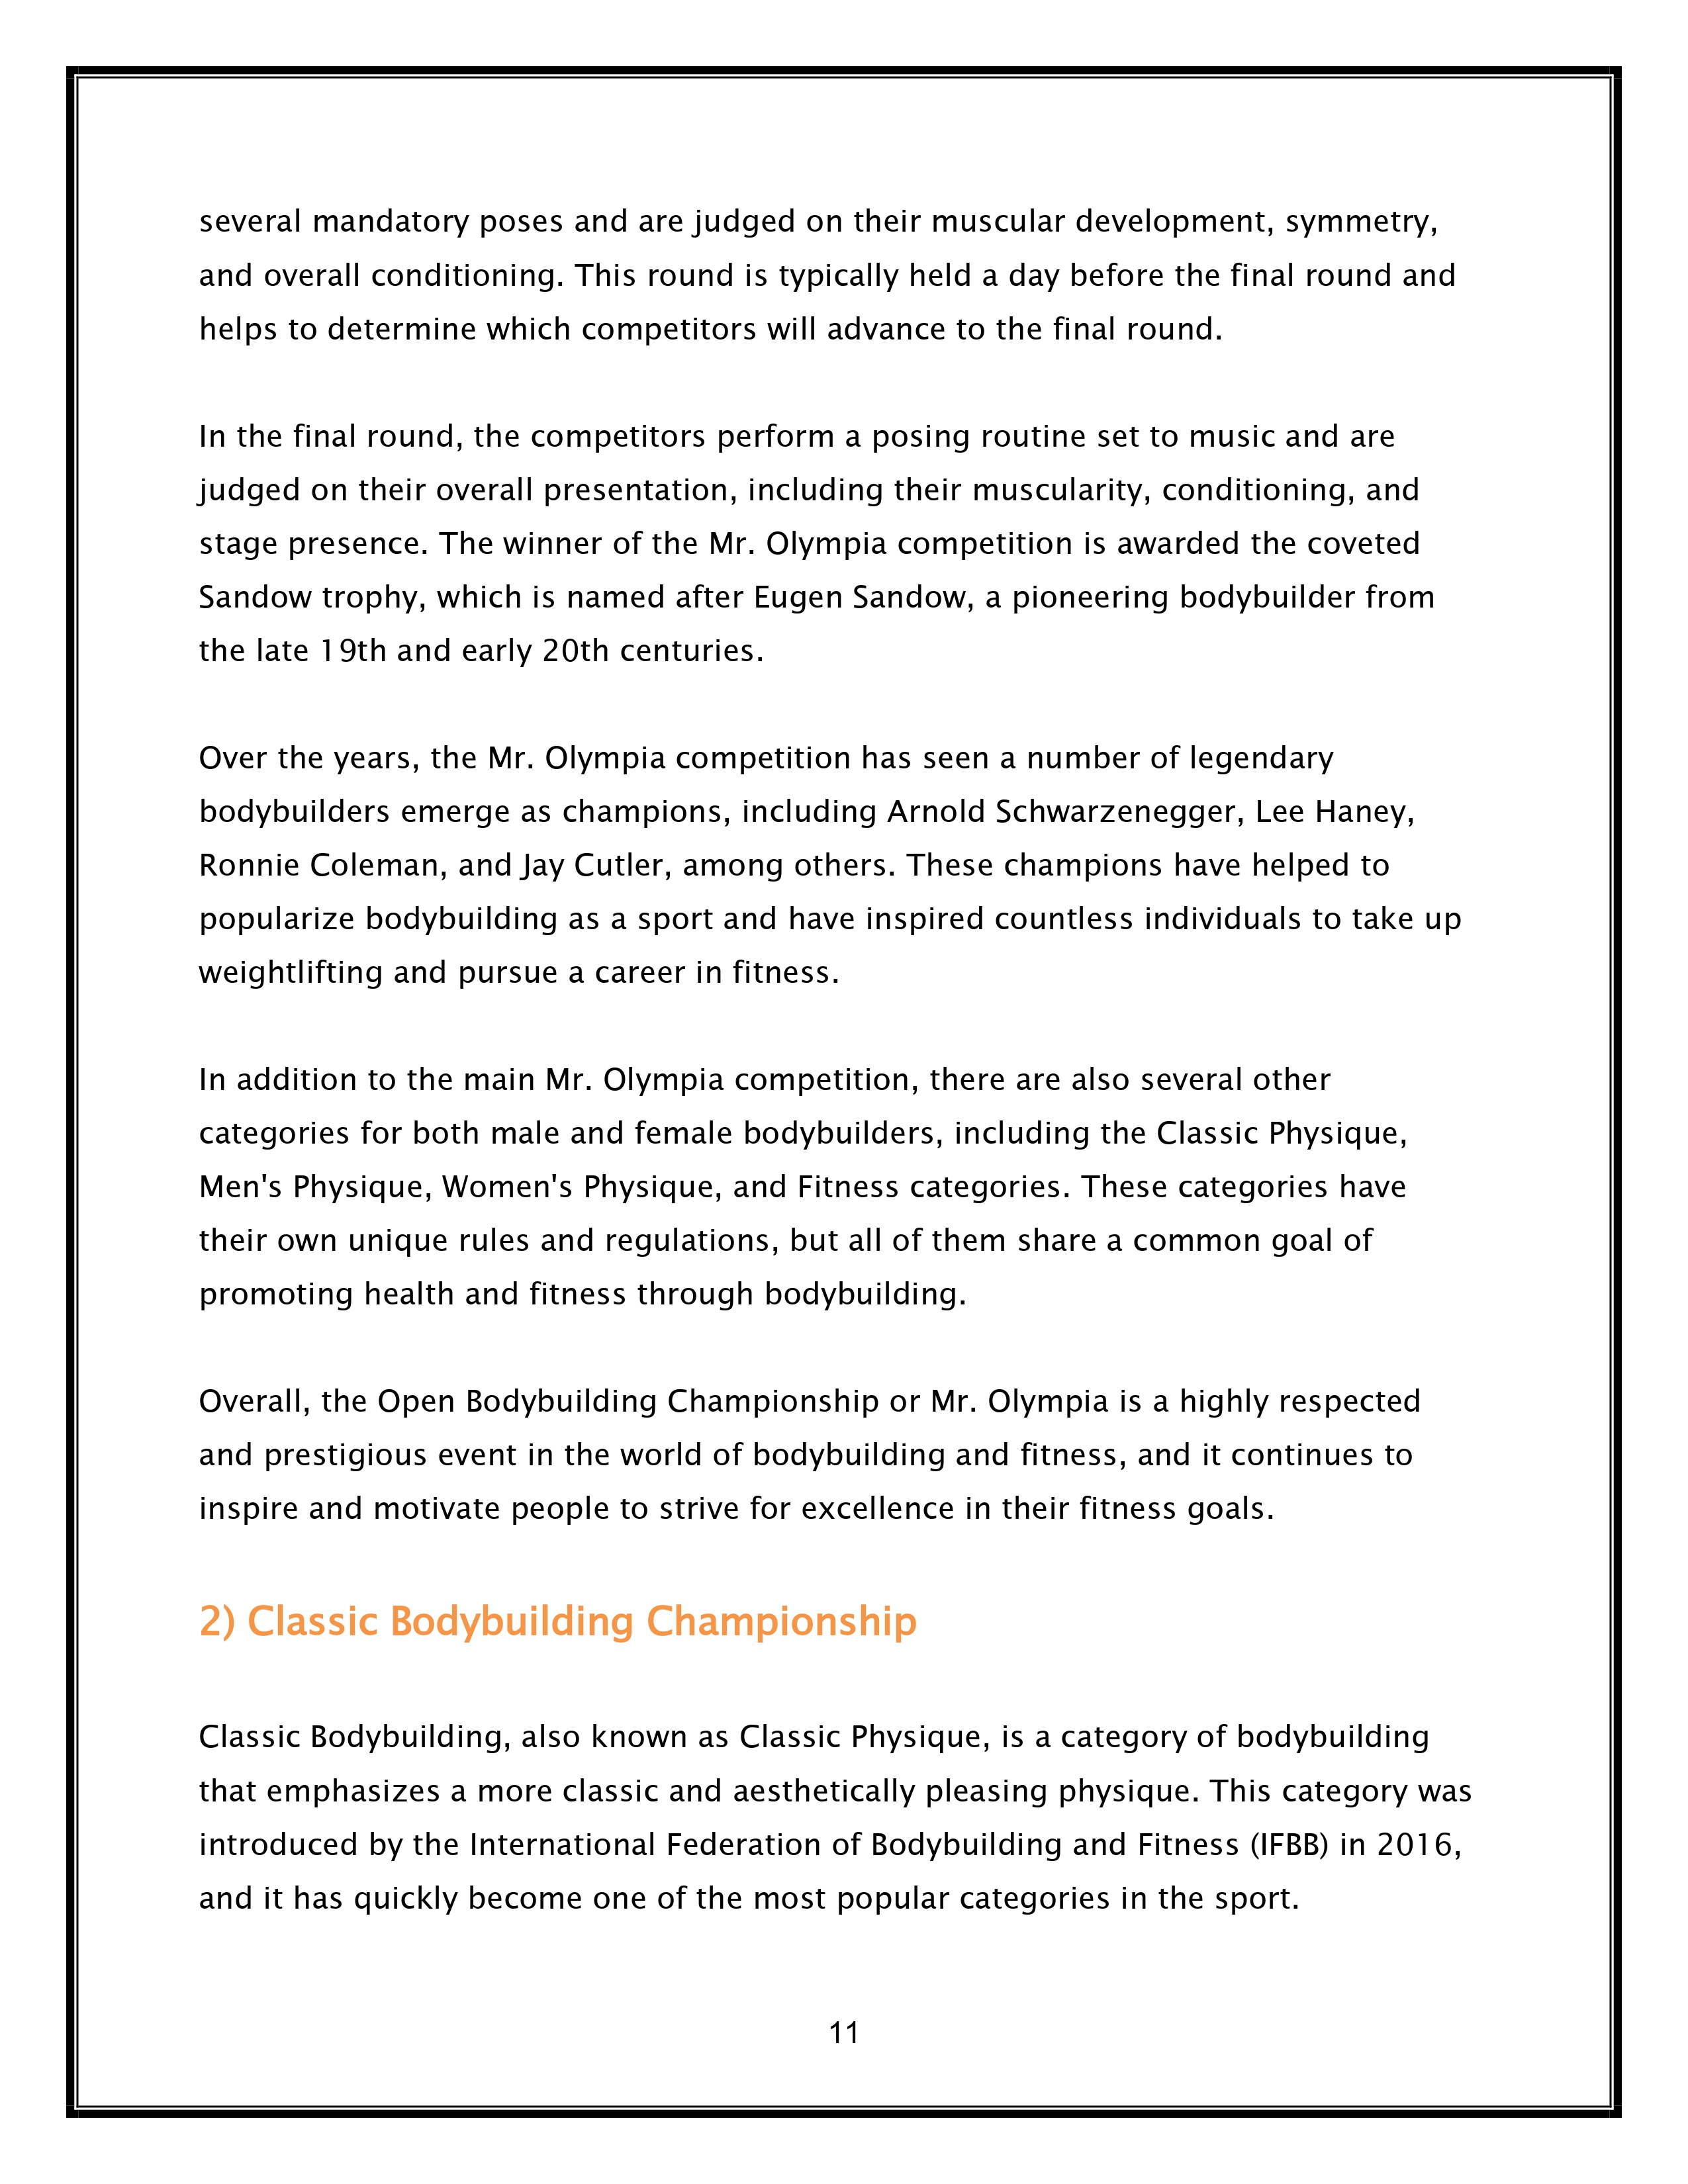 several mandatory poses and are judged on their muscular development, symmetry,
and overall conditioning. This round is typically held a day before the final round and
helps to determine which competitors will advance to the final round.
In the final round, the competitors perform a posing routine set to music and are
judged on their overall presentation, including their muscularity, conditioning, and
stage presence. The winner of the Mr. Olympia competition is awarded the coveted
Sandow trophy, which is named after Eugen Sandow, a pioneering bodybuilder from
the late 19th and early 20th centuries.
Over the years, the Mr. Olympia competition has seen a number of legendary
bodybuilders emerge as champions, including Arnold Schwarzenegger, Lee Haney,
Ronnie Coleman, and Jay Cutler, among others. These champions have helped to
popularize bodybuilding as a sport and have inspired countless individuals to take up
weightlifting and pursue a career in fitness.
In addition to the main Mr. Olympia competition, there are also several other
categories for both male and female bodybuilders, including the Classic Physique,
Men's Physique, Women's Physique, and Fitness categories. These categories have
their own unique rules and regulations, but all of them share a common goal of
promoting health and fitness through bodybuilding.
Overall, the Open Bodybuilding Championship or Mr. Olympia is a highly respected
and prestigious event in the world of bodybuilding and fitness, and it continues to
inspire and motivate people to strive for excellence in their fitness goals.
2) Classic Bodybuilding Championship
Classic Bodybuilding, also known as Classic Physique, is a category of bodybuilding
that emphasizes a more classic and aesthetically pleasing physique. This category was
introduced by the International Federation of Bodybuilding and Fitness (IFBB) in 2016,
and it has quickly become one of the most popular categories in the sport.
11